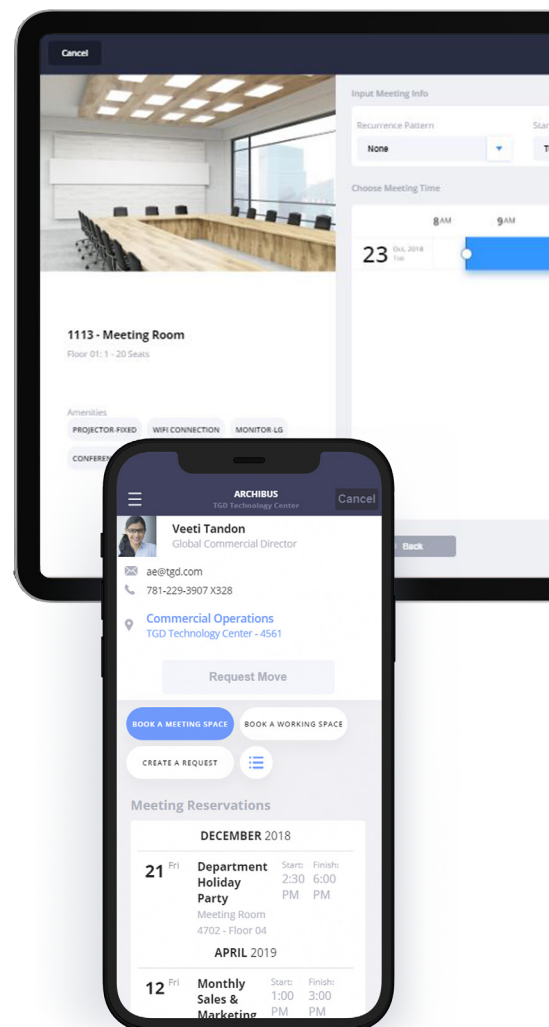 Cancel
Input Meeting Info
Recurrence Pattern
None
Choose Meeting Time
8AM 9AM
23 Oct, 2018
Tue
1113 - Meeting Room
Floor 01: 1 - 20 Seats
Amenities
PROJECTOR-FIXED WIFI CONNECTION MONITOR-LG
Back
ARCHIBUS
TGD Technology Center
Cancel
Veeti Tandon
Global Commercial Director
ae@tgd.com
781-229-3907 X328
Commercial Operations
TGD Technology Center - 4561
Request Move
BOOK A MEETING SPACE BOOK A WORKING SPACE
CREATE A REQUEST
Meeting Reservations
DECEMBER 2018
21 Fri
Department Holiday Party
Meeting Room 4702 - Floor 04
Start: 2:30 PM
Finish: 6:00 PM
APRIL 2019
12 Fri
Monthly Sales & Marketing
Start: 1:00 PM
Finish: 3:00 PM